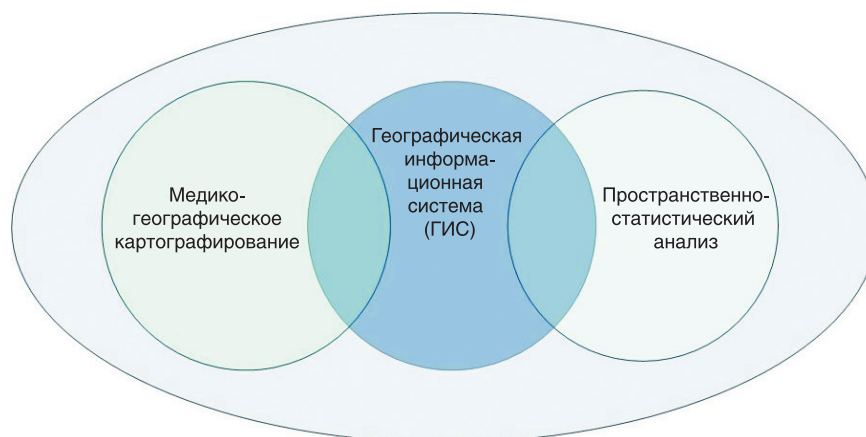 Медико-
географическое
картографирование
Географическая
информа-
ционная
система
(ГИС)
Пространственно-
статистический
анализ